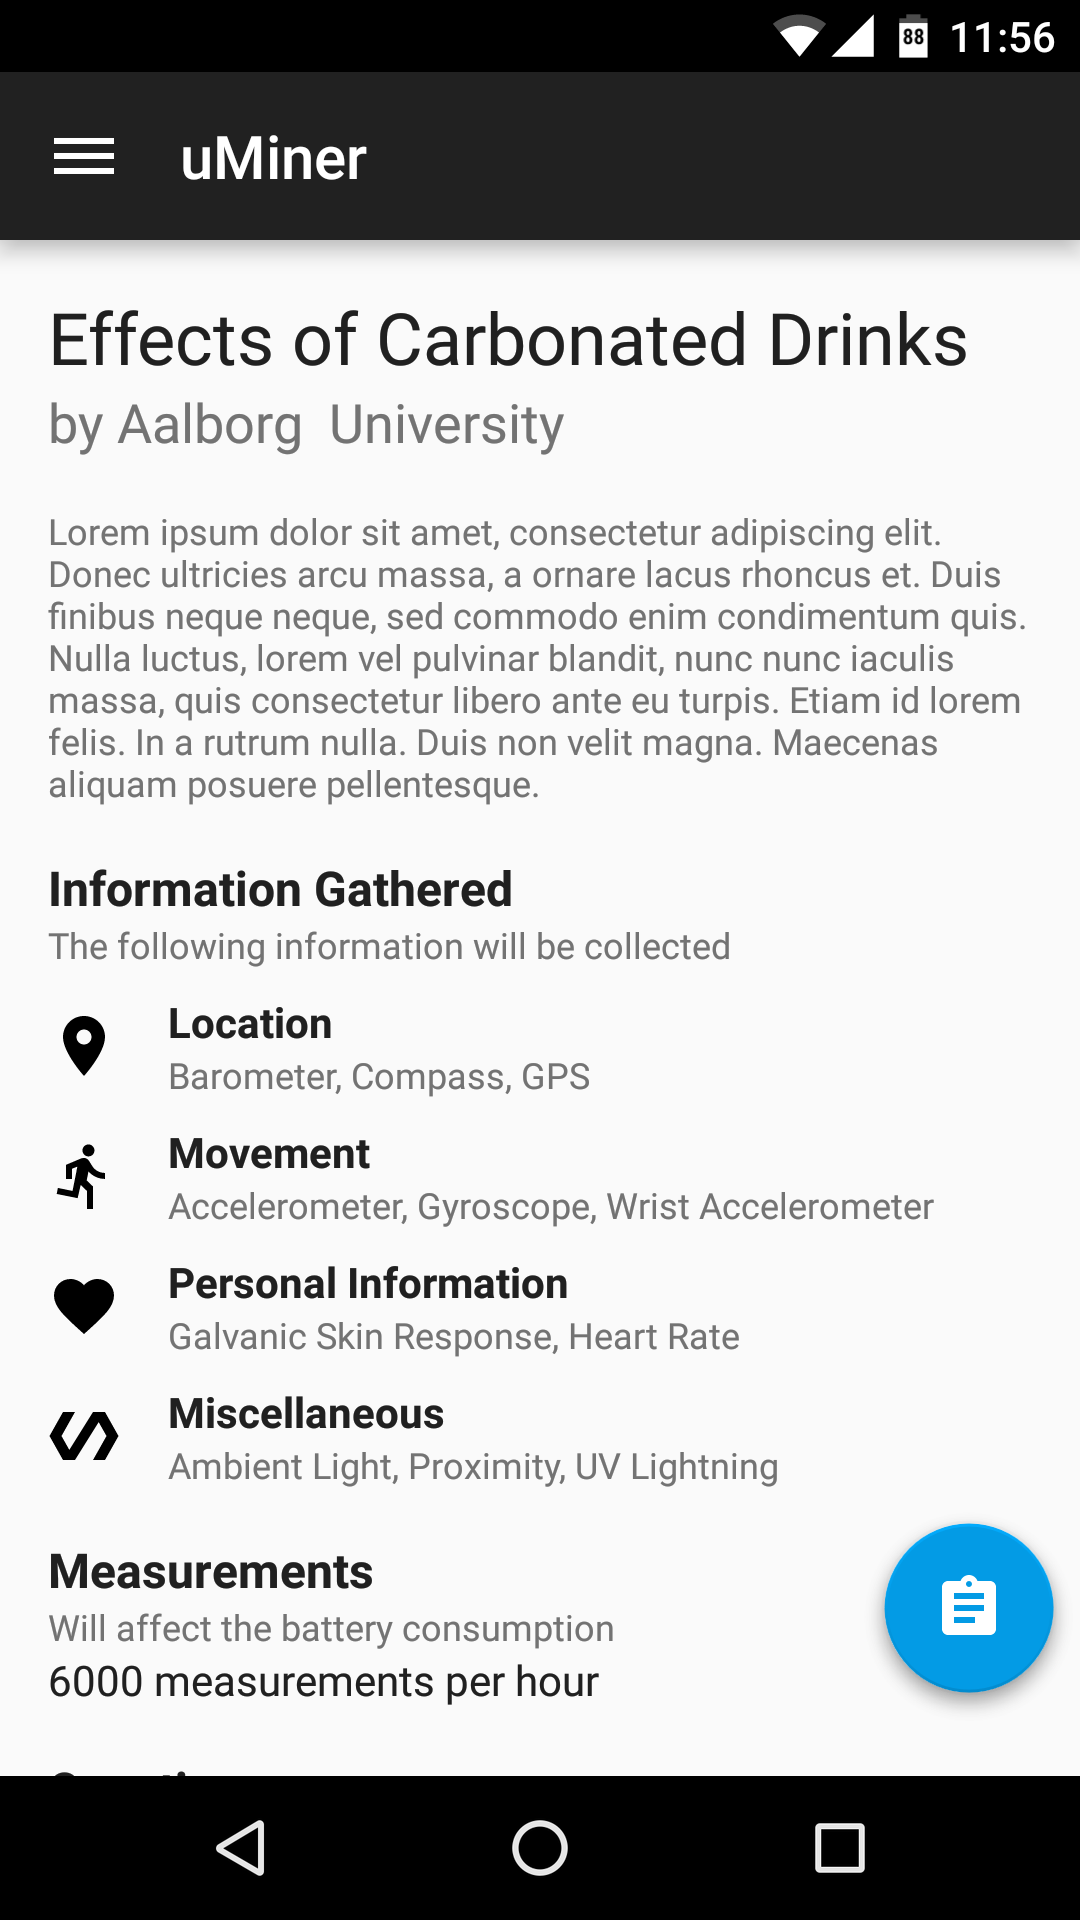 88 11:56
uMiner
Effects of Carbonated Drinks
by Aalborg  University
Lorem ipsum dolor sit amet, consectetur adipiscing elit.
Donec ultricies arcu massa, a ornare lacus rhoncus et. Duis
finibus neque neque, sed commodo enim condimentum quis.
Nulla luctus, lorem vel pulvinar blandit, nunc nunc iaculis
massa, quis consectetur libero ante eu turpis. Etiam id lorem
felis. In a rutrum nulla. Duis non velit magna. Maecenas
aliquam posuere pellentesque.
Information Gathered
The following information will be collected
Location
Barometer, Compass, GPS
Movement
Accelerometer, Gyroscope, Wrist Accelerometer
Personal Information
Galvanic Skin Response, Heart Rate
Miscellaneous
Ambient Light, Proximity, UV Lightning
Measurements
Will affect the battery consumption
6000 measurements per hour